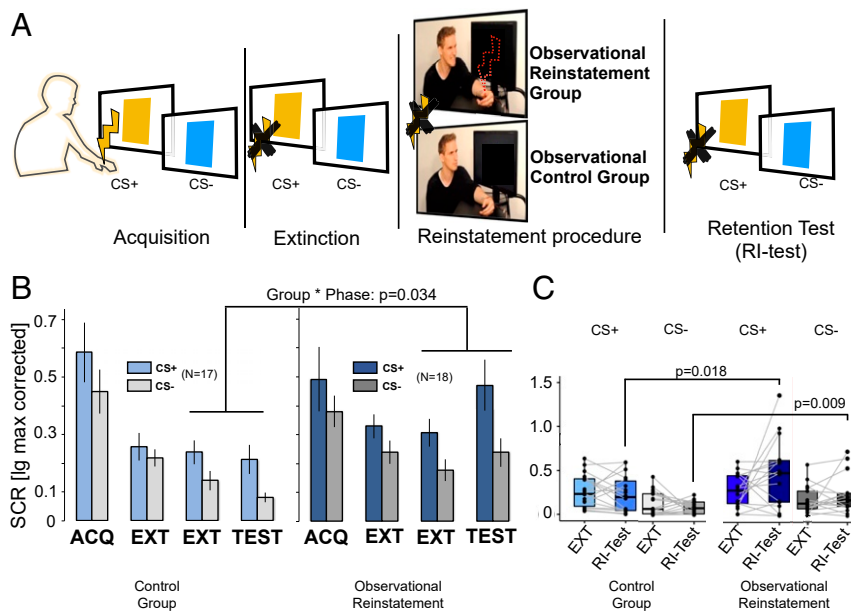 A
Observational
Reinstatement
Group
Observational
Control Group
CS+
CS-
CS+
CS-
CS+
CS-
Acquisition
Extinction
Reinstatement procedure
Retention Test
(RI-test)
B
Group * Phase: p=0.034
SCR [lg max corrected]
0.7
0.5
0.3
0.1
0
CS+
CS-
(N=17)
CS+
CS-
(N=18)
ACQ
EXT
EXT
TEST
ACQ
EXT
EXT
TEST
Control
Group
Observational
Reinstatement
C
CS+
CS-
CS+
CS-
p=0.018
p=0.009
1.5
1.0
0.5
0
EXT
RI-Test
EXT
RI-Test
EXT
RI-Test
EXT
RI-Test
Control
Group
Observational
Reinstatement